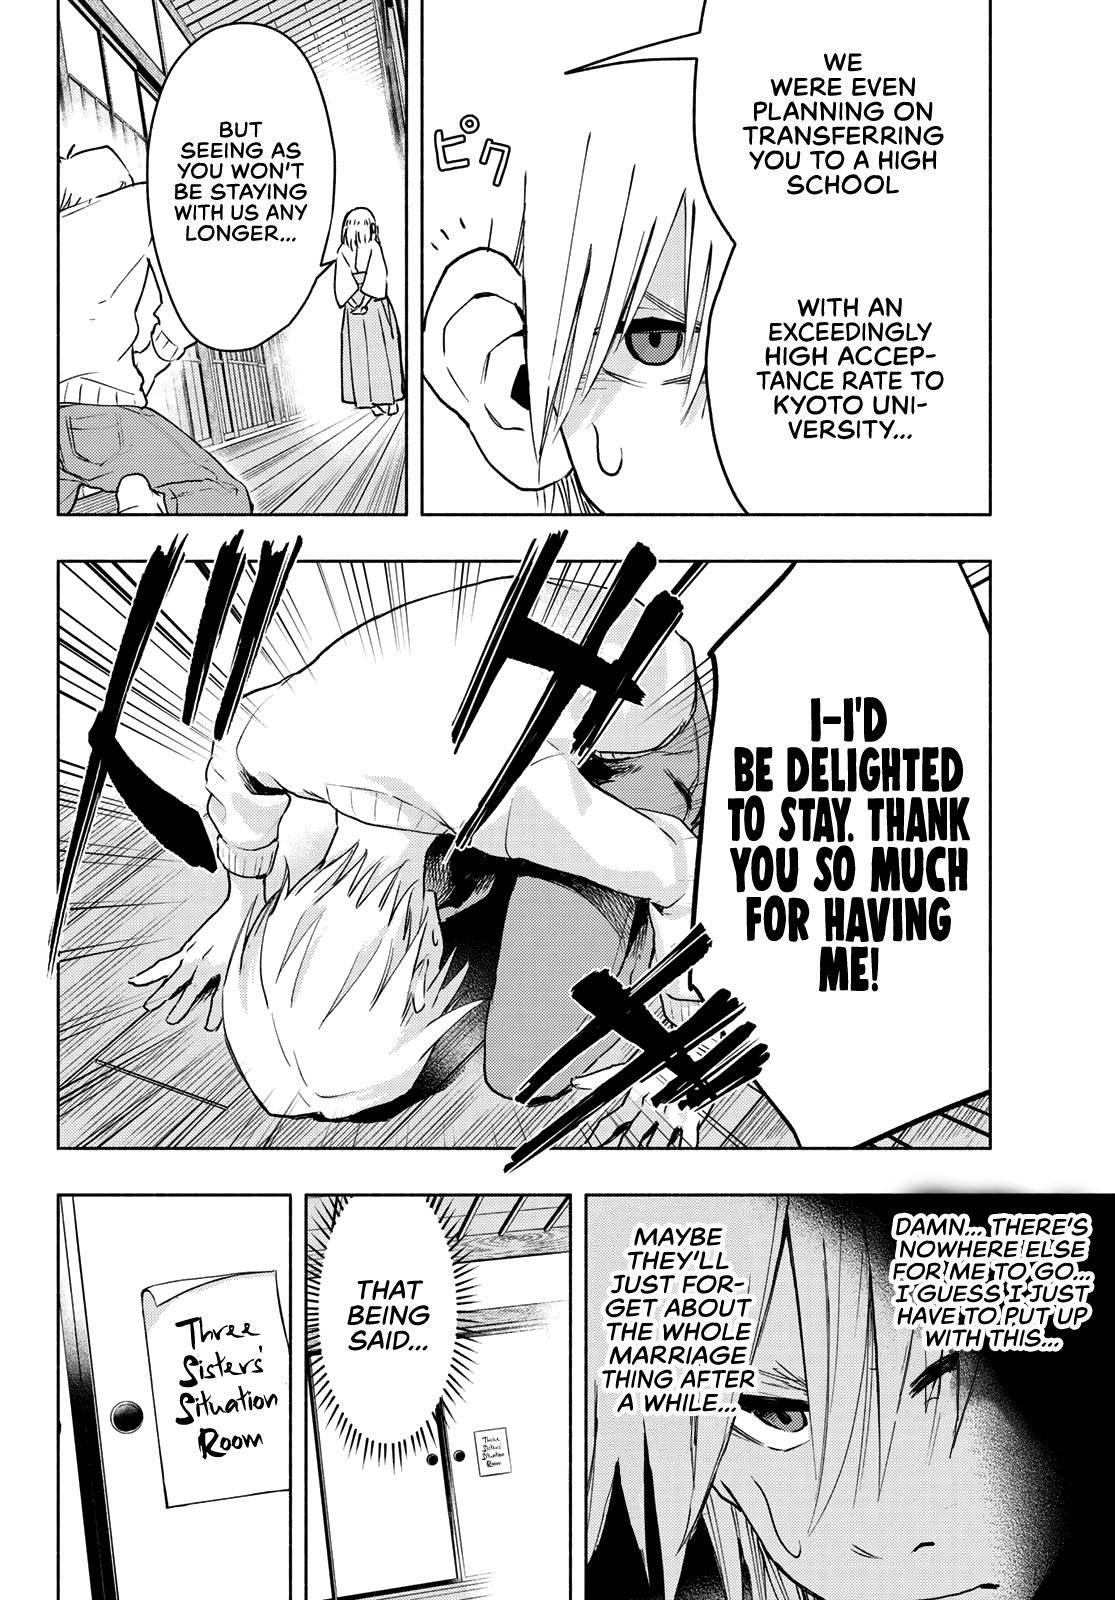 WE
WERE EVEN
PLANNING ON
TRANSFERRING
YOU TO A HIGH
SCHOOL
WITH AN
EXCEEDINGLY
HIGH ACCEP-
TANCE RATE TO
KYOTO UNI-
VERSITY...
ピク
BUT
SEEING AS
YOU WON'T
BE STAYING
WITH US ANY
LONGER...
I-I'D
BE DELIGHTED
TO STAY. THANK
YOU SO MUCH
FOR HAVING
ME!
DAMN... THERE'S
NOWHERE ELSE
FOR ME TO GO...
I GUESS I JUST
HAVE TO PUT UP
WITH THIS...
MAYBE
THEY'LL
JUST FOR-
GET ABOUT
THE WHOLE
MARRIAGE
THING AFTER
A WHILE...
THAT
BEING
SAID...
Three
Sisters'
Situation
Room
Three
Sisters'
Situation
Room